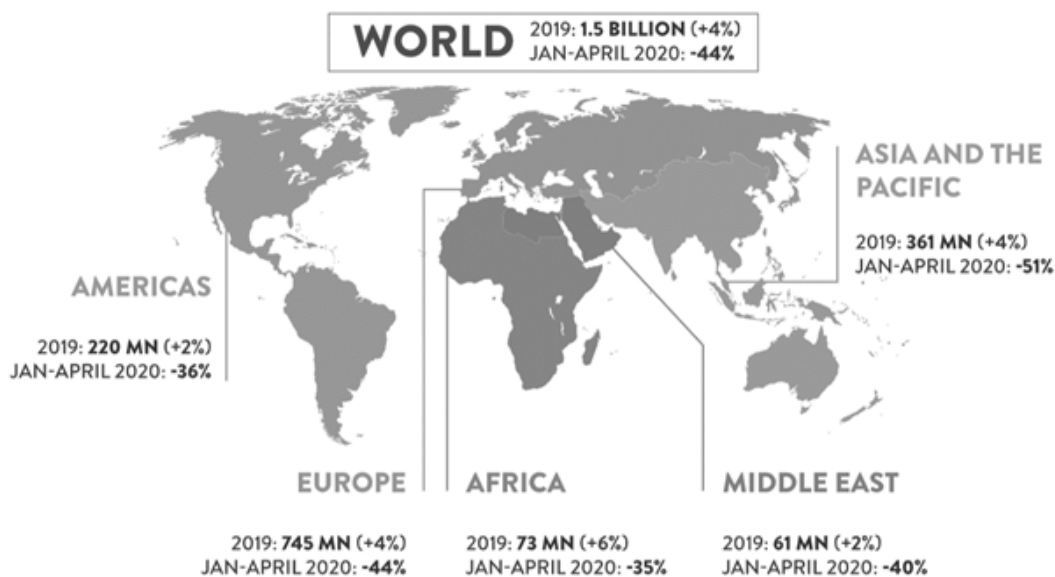 WORLD
2019: 1.5 BILLION (+4%)
JAN-APRIL 2020: -44%
ASIA AND THE
PACIFIC
2019: 361 MN (+4%)
JAN-APRIL 2020: -51%
AMERICAS
2019: 220 MN (+2%)
JAN-APRIL 2020: -36%
EUROPE
2019: 745 MN (+4%)
JAN-APRIL 2020: -44%
AFRICA
2019: 73 MN (+6%)
JAN-APRIL 2020: -35%
MIDDLE EAST
2019: 61 MN (+2%)
JAN-APRIL 2020: -40%